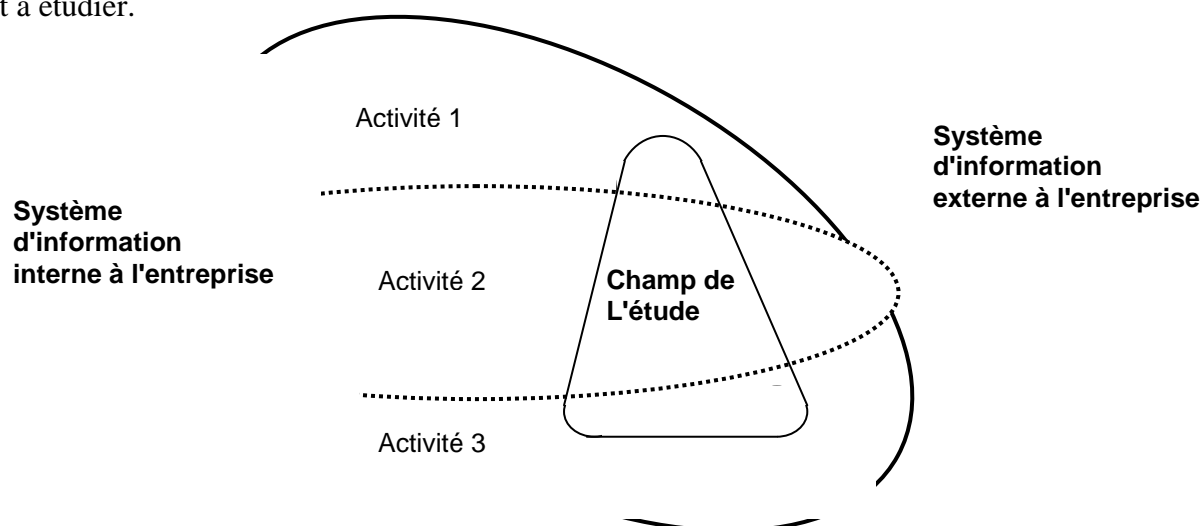 t à étudier.
Activité 1
Système
d'information
externe à l'entreprise
Système
d'information
interne à l'entreprise
Activité 2
Champ de
L'étude
Activité 3